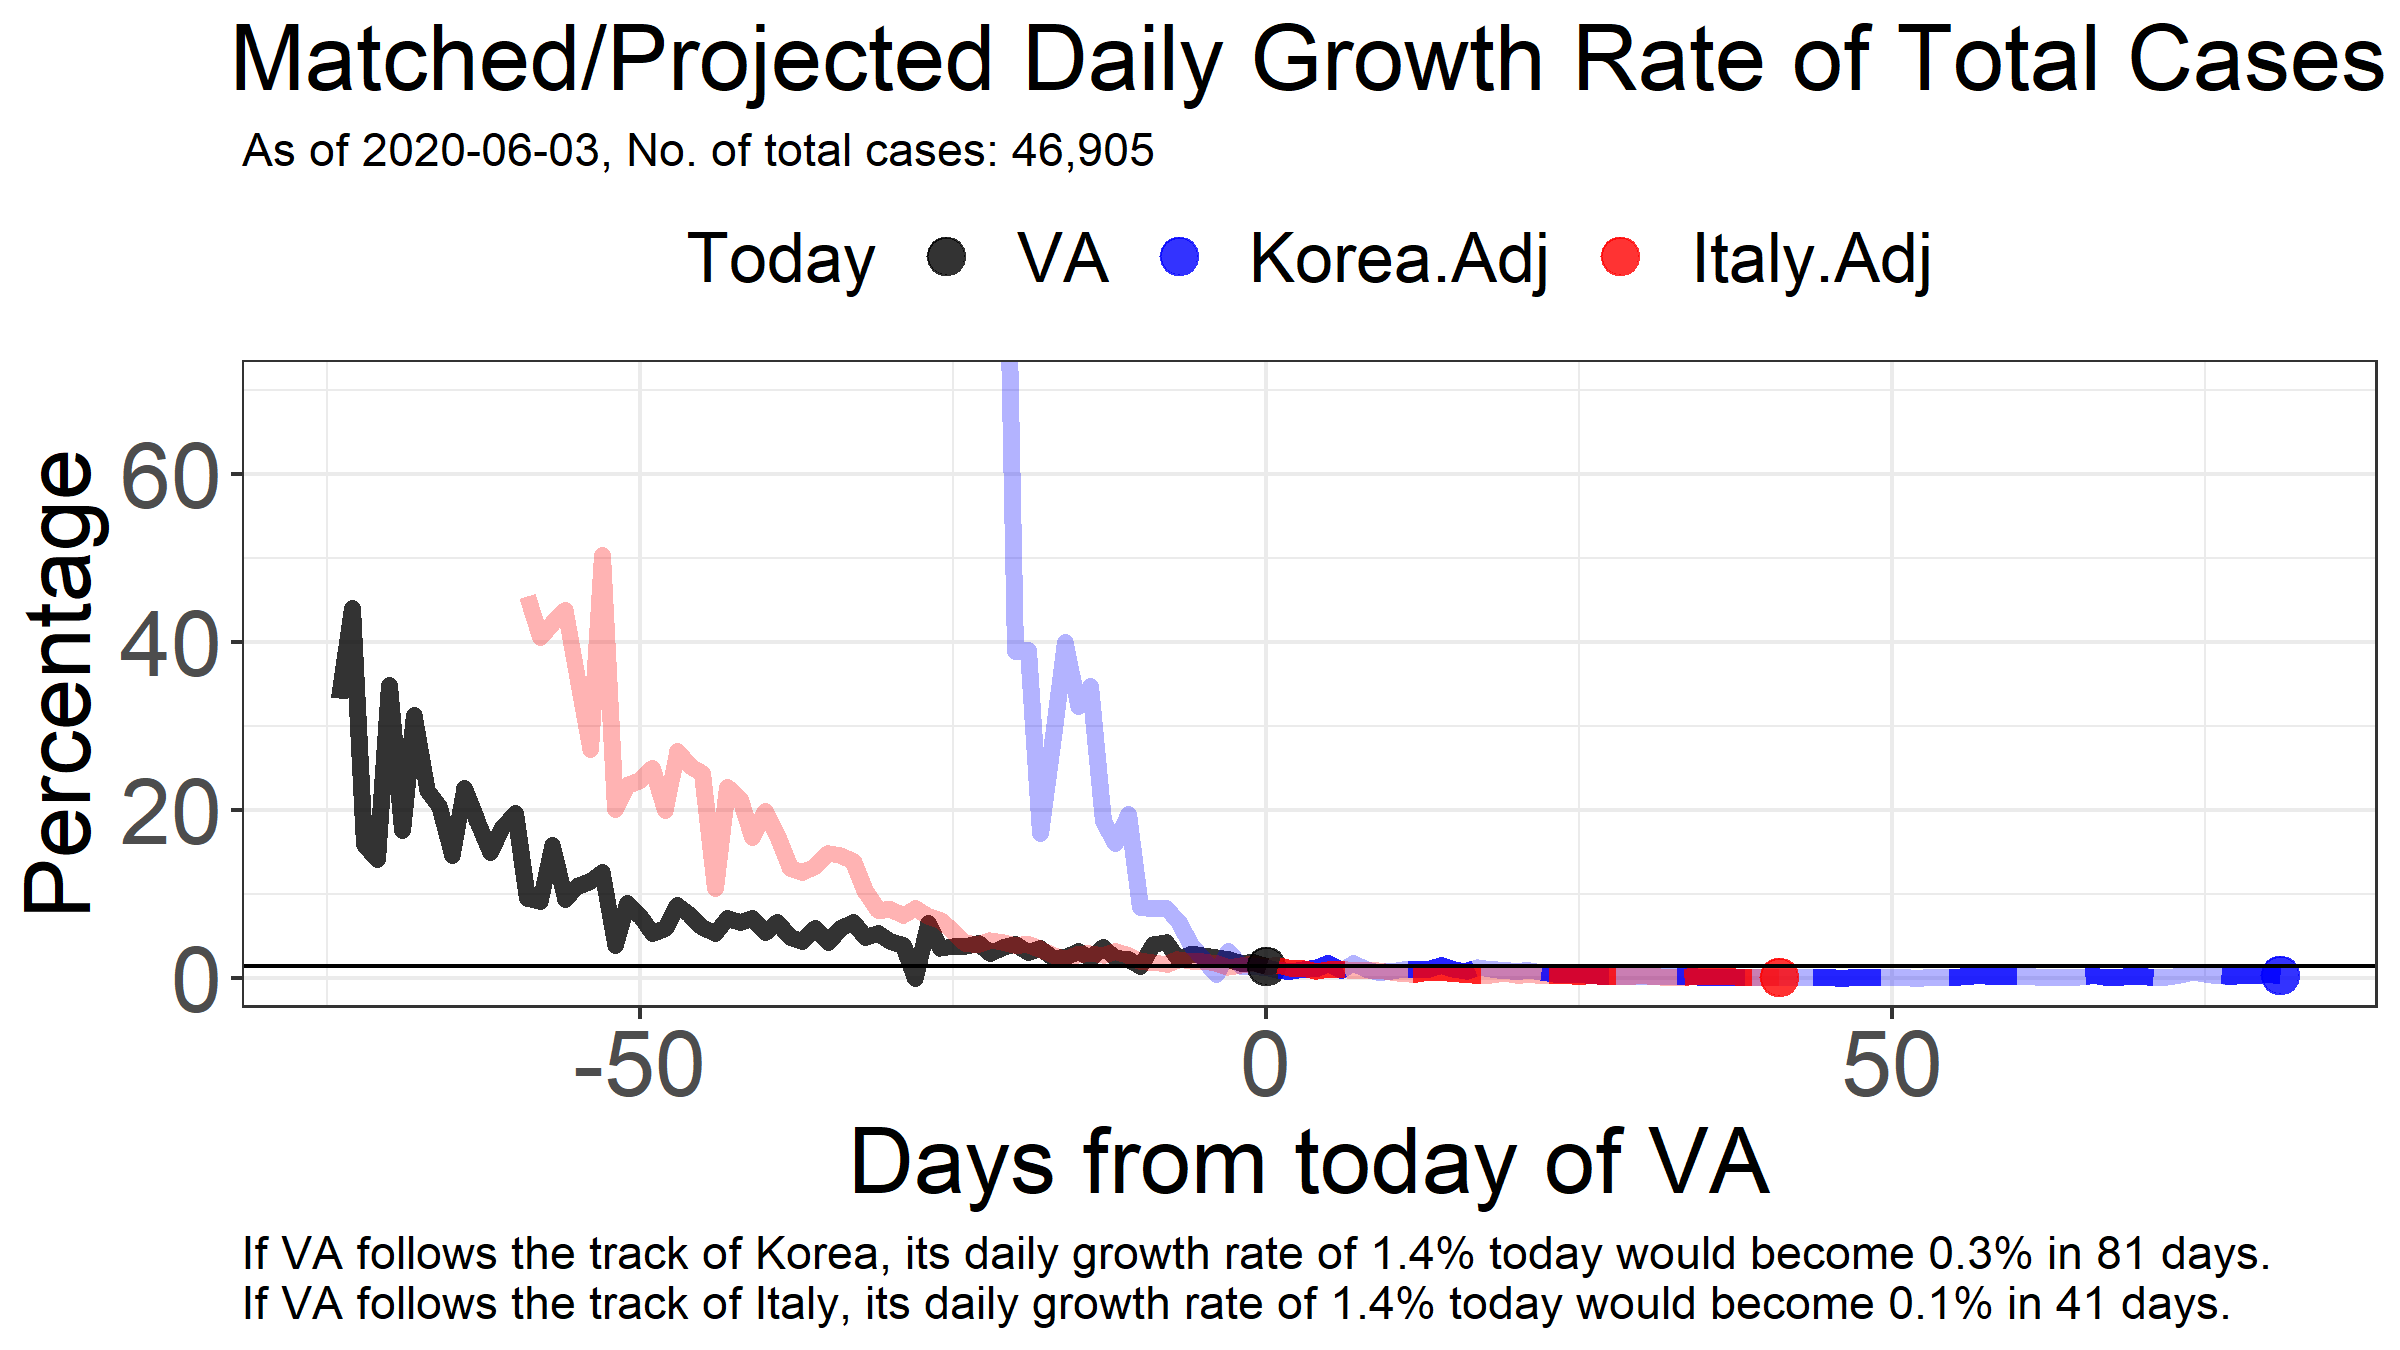 Matched/Projected Daily Growth Rate of Total Cases
As of 2020-06-03, No. of total cases: 46,905
Today VA Korea.Adj Italy.Adj
Percentage
60
40
20
0
-50 0 50
Days from today of VA
If VA follows the track of Korea, its daily growth rate of 1.4% today would become 0.3% in 81 days.
If VA follows the track of Italy, its daily growth rate of 1.4% today would become 0.1% in 41 days.